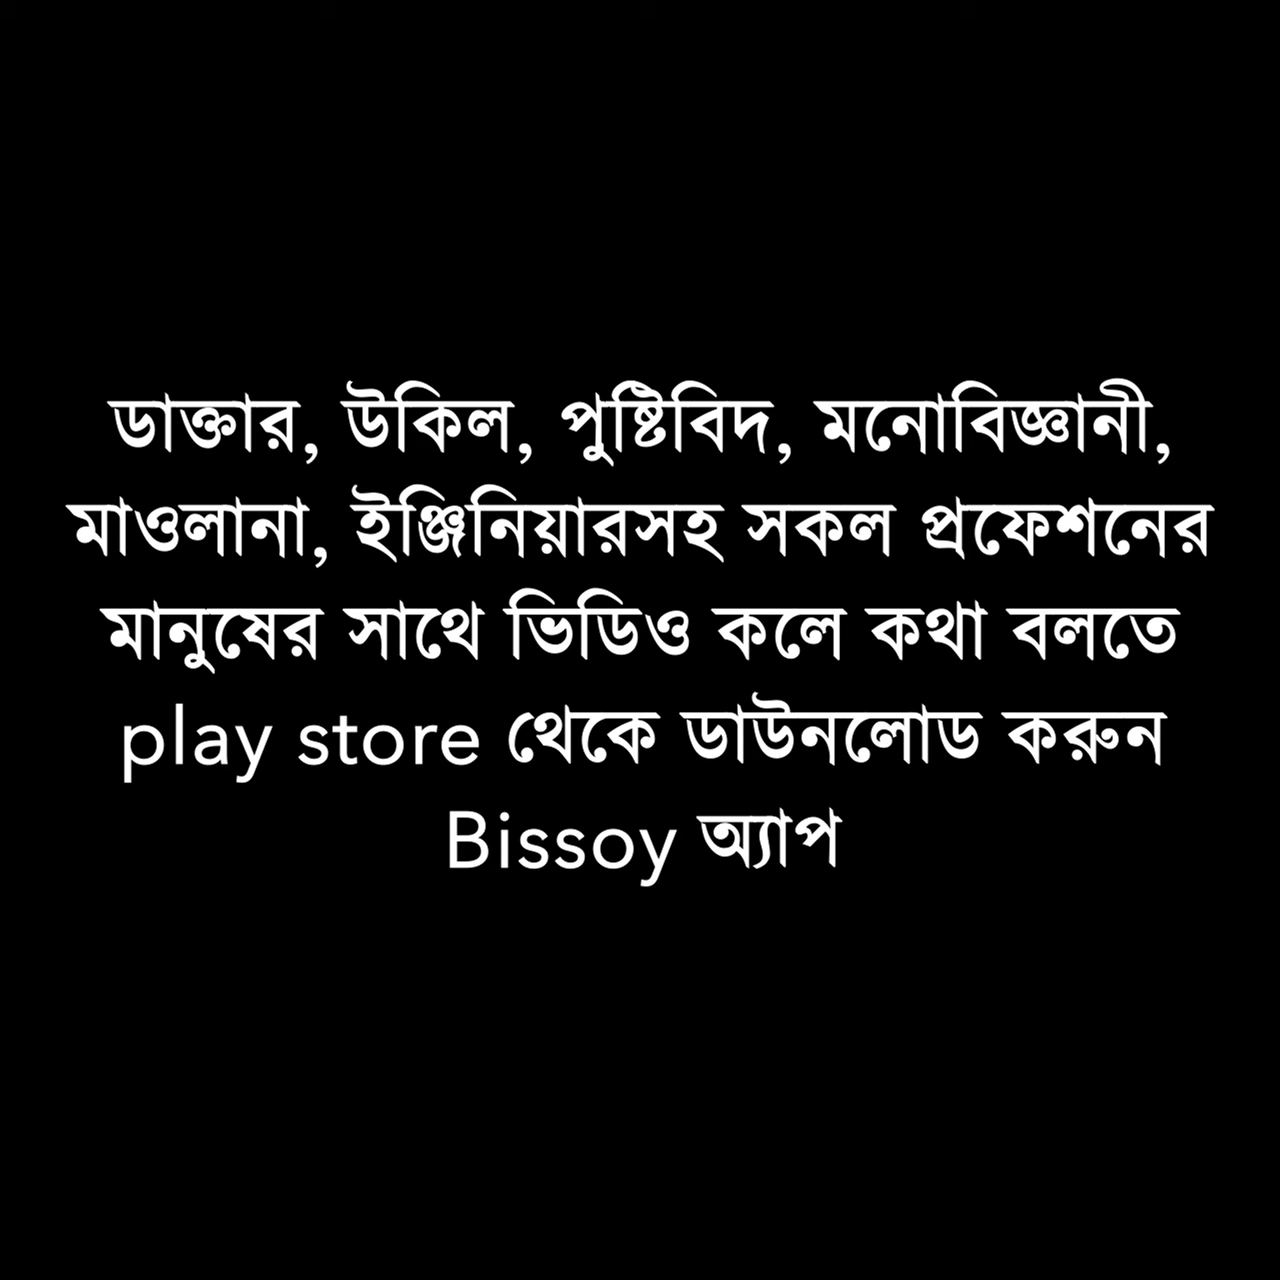 ডাক্তার, উকিল, পুষ্টিবিদ, মনোবিজ্ঞানী,
মাওলানা, ইঞ্জিনিয়ারসহ সকল প্রফেশনের
মানুষের সাথে ভিডিও কলে কথা বলতে
play store থেকে ডাউনলোড করুন
Bissoy অ্যাপ